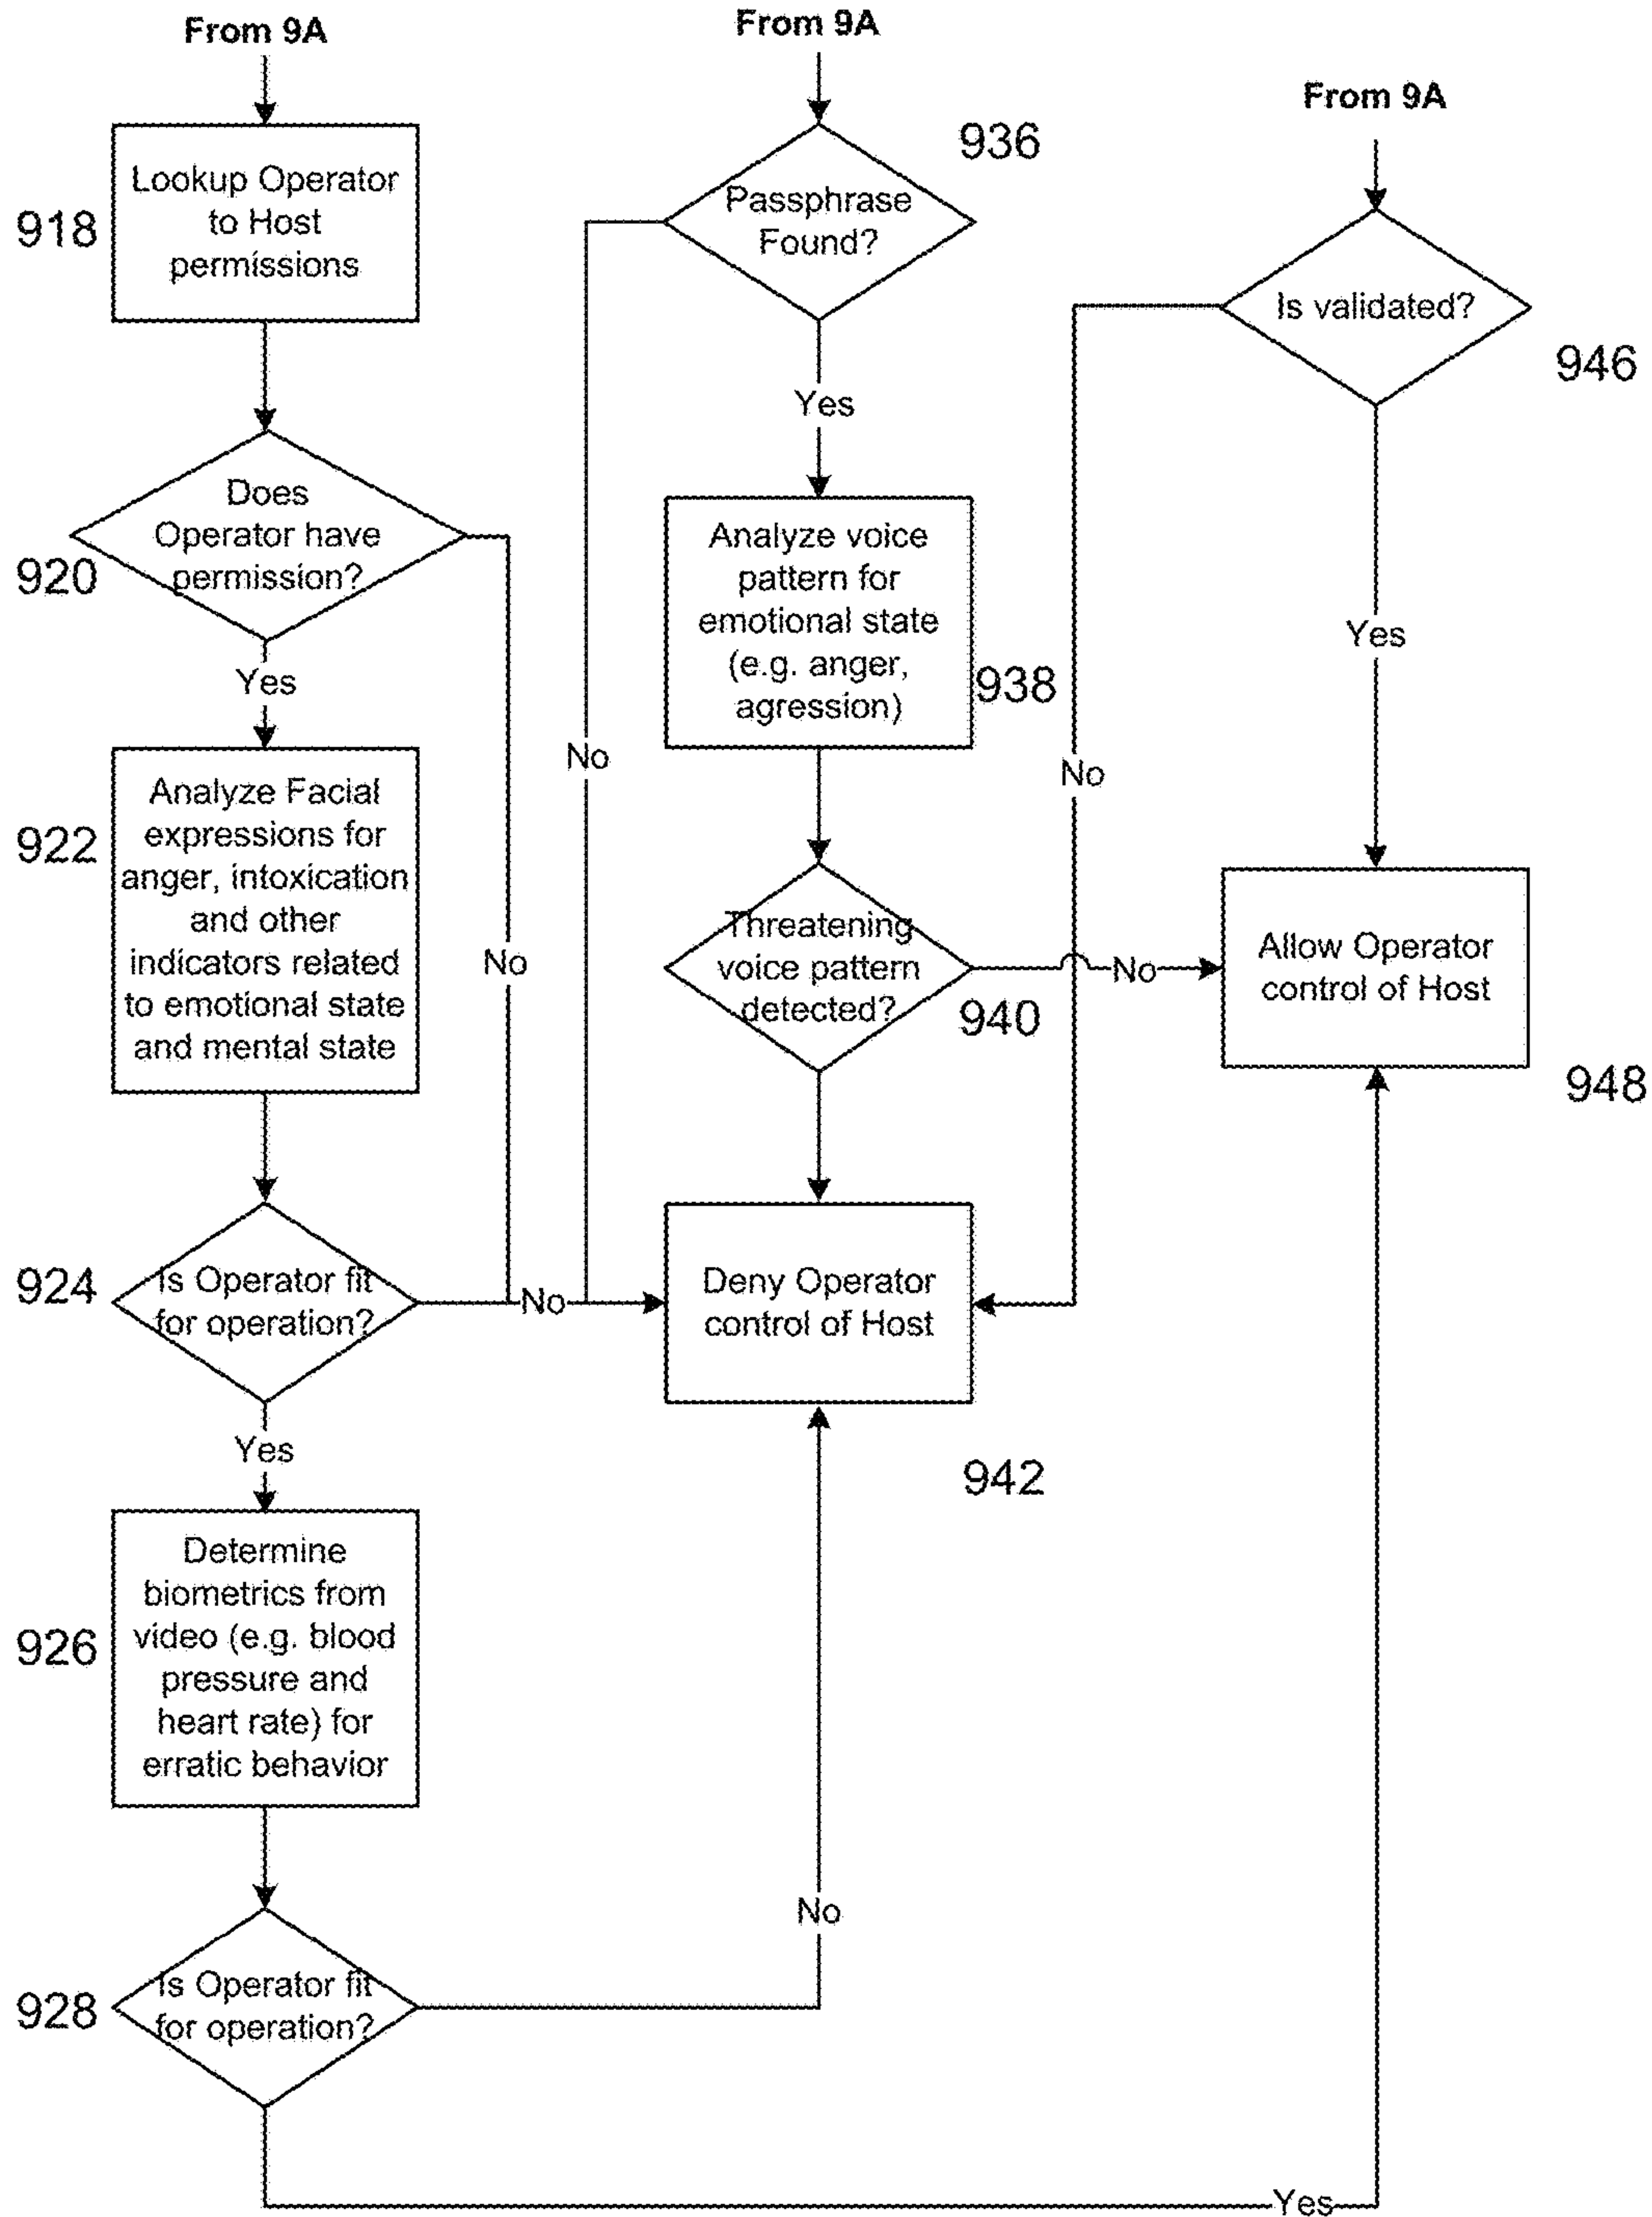 From 9A
Lookup Operator
to Host
permissions
918
Does
Operator have
permission?
920
Yes
No
Analyze Facial
expressions for
anger, intoxication
and other
indicators related
to emotional state
and mental state
922
Is Operator fit
for operation?
924
No
Yes
Determine
biometrics from
video (e.g. blood
pressure and
heart rate) for
erratic behavior
926
Is Operator fit
for operation?
928
No
Yes
From 9A
Passphrase
Found?
936
No
Yes
Analyze voice
pattern for
emotional state
(e.g. anger,
agression)
938
Threatening
voice pattern
detected?
940
No
Deny Operator
control of Host
942
From 9A
Is validated?
946
No
Yes
Allow Operator
control of Host
948